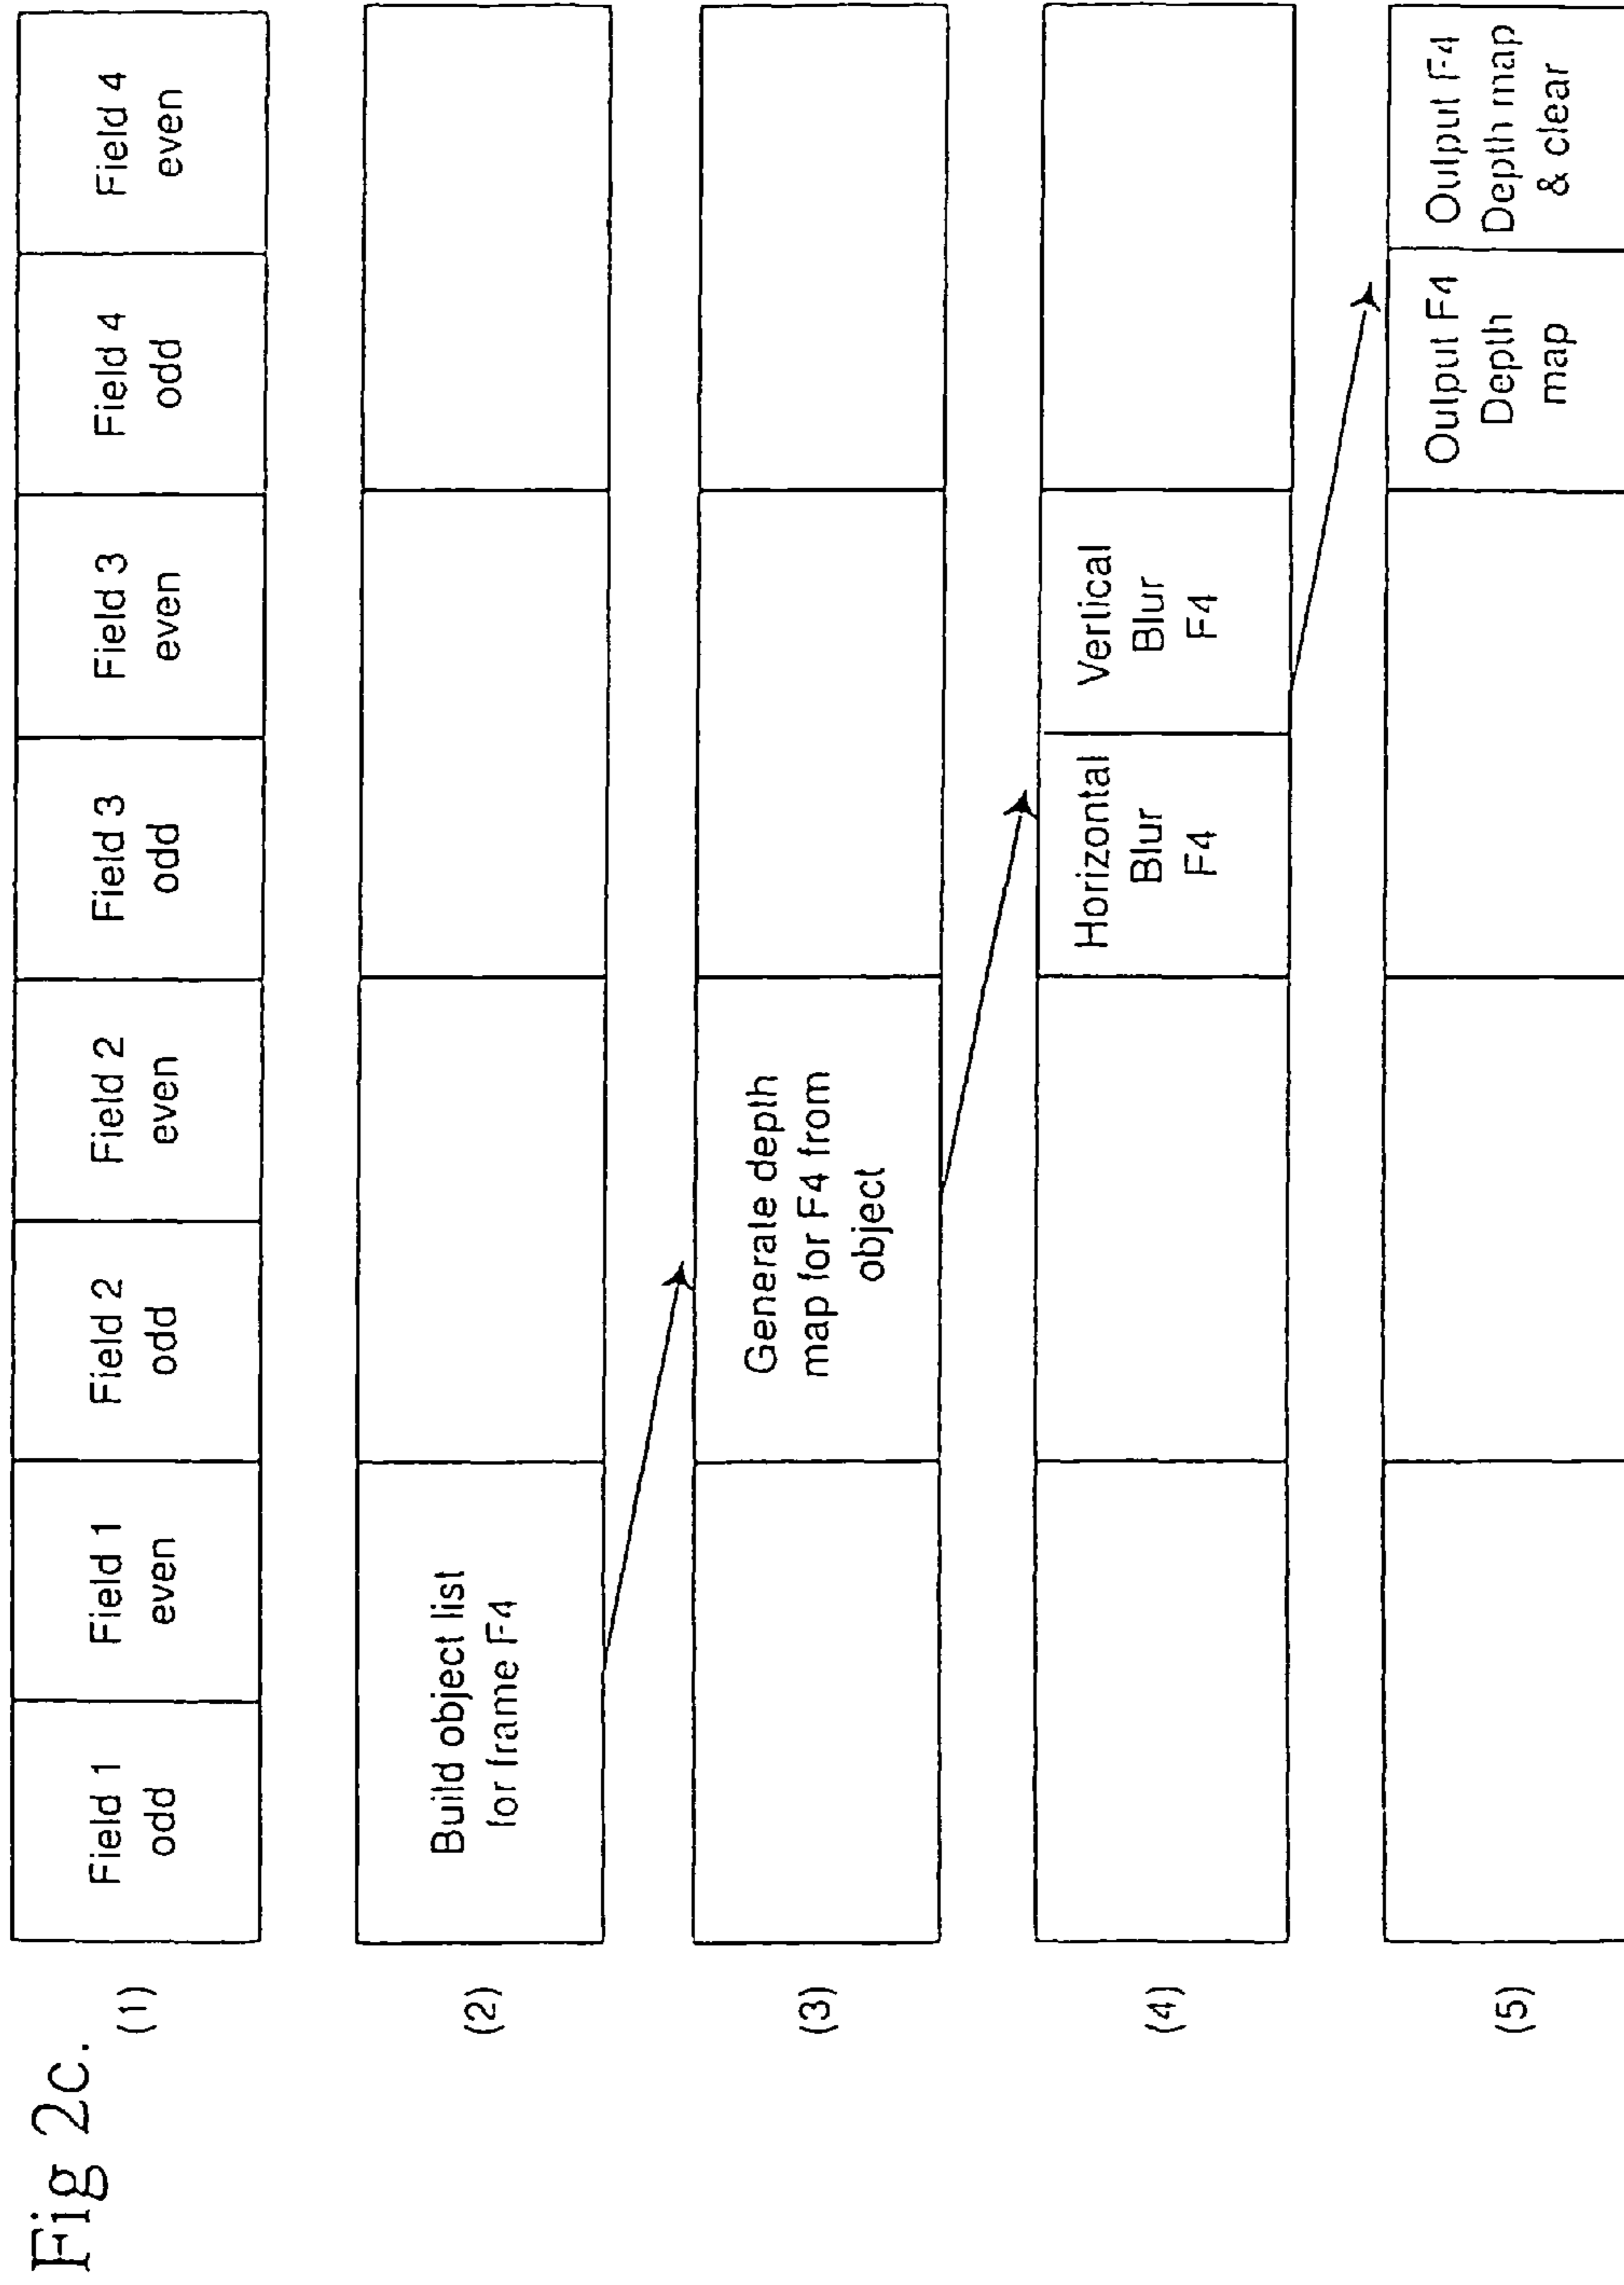 Fig 2c.
(1)
Field 1
odd
Field 1
even
Field 2
odd
Field 2
even
Field 3
odd
Field 3
even
Field 4
odd
Field 4
even
(2)
Build object list
for frame F4
(3)
Generate depth
map for F4 from
object
(4)
Horizontal
Blur
F4
Vertical
Blur
F4
(5)
Output F4
Depth
map
Output F4
Depth map
& clear